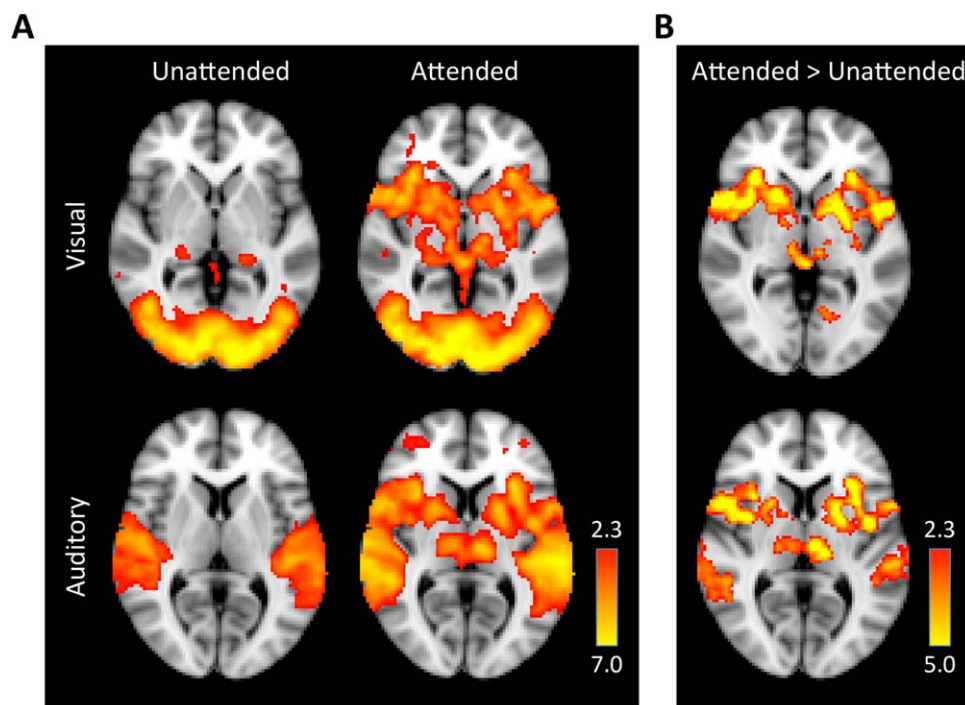 A
B
Unattended
Attended
Attended > Unattended
Visual
Auditory
2.3
7.0
2.3
5.0